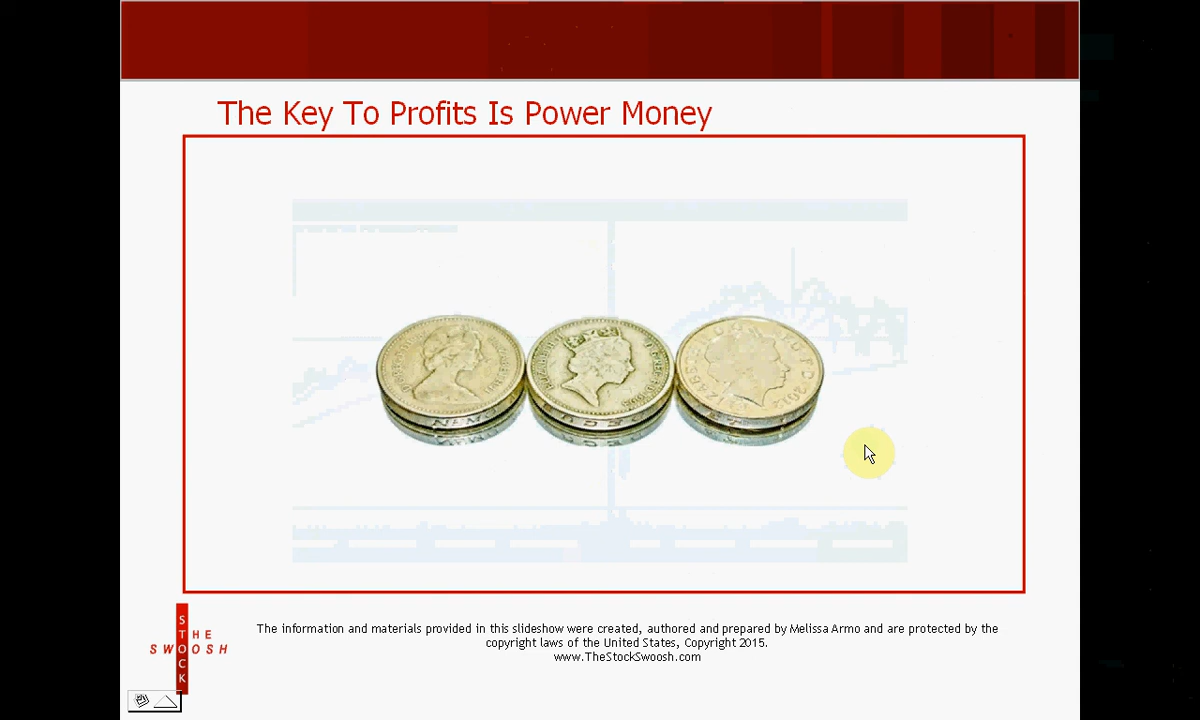 The Key To Profits Is Power Money
THE
SWOOSH
STOCK
The information and materials provided in this slideshow were created, authored and prepared by Melissa Armo and are protected by the
copyright laws of the United States, Copyright 2015.
www.TheStockSwoosh.com